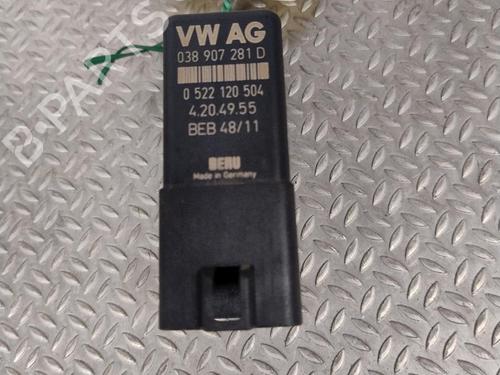 VW AG
038 907 281 D
0 522 120 504
4.20.49.55
BEB 48/11
BERU
Made in Germany
B-PARTS